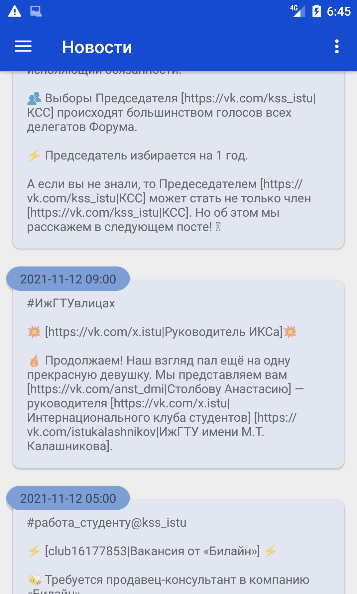 4G
6:45
Новости
исполняющий обязанности.
👥 Выборы Председателя [https://vk.com/kss_istu|
КСС] происходят большинством голосов всех
делегатов Форума.
⚡ Председатель избирается на 1 год.
А если вы не знали, то Предеседателем [https://
vk.com/kss_istu|КСС] может стать не только член
[https://vk.com/kss_istu|КСС]. Но об этом мы
расскажем в следующем посте!
2021-11-12 09:00
#ИжГТУвлицах
💥 [https://vk.com/x.istu|Руководитель ИКСа]💥
Продолжаем! Наш взгляд пал ещё на одну
прекрасную девушку. Мы представляем вам
[https://vk.com/anst_dmi|Столбову Анастасию] —
руководителя [https://vk.com/x.istu|
Интернационального клуба студентов] [https://
vk.com/istukalashnikov|ИжГТУ имени М.Т.
Калашникова].
2021-11-12 05:00
#работа_студенту@kss_istu
⚡ [club16177853|Вакансия от «Билайн»] ⚡
Требуется продавец-консультант в компанию
«Билайн»